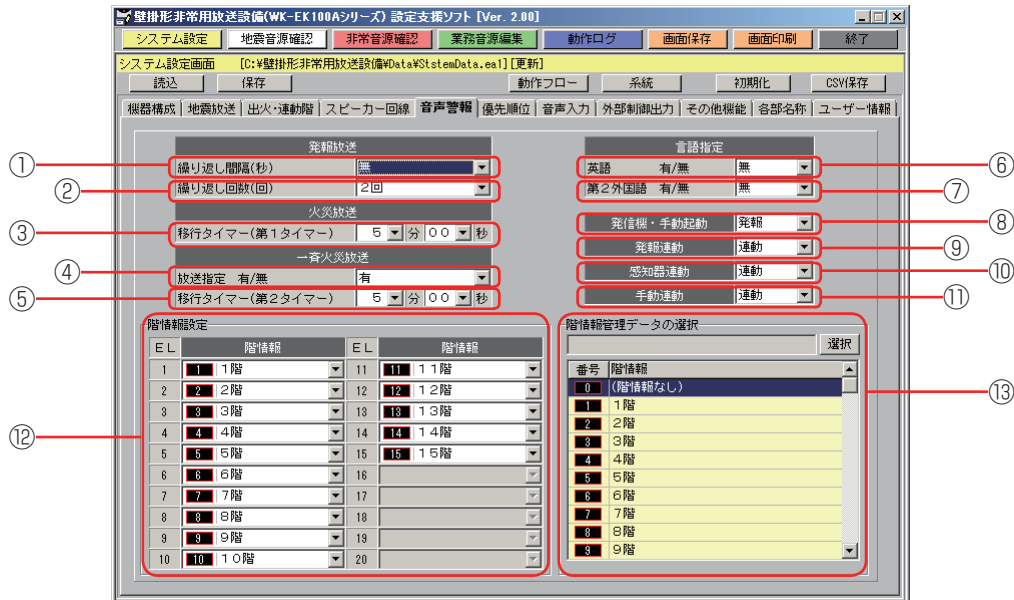 壁掛形非常用放送設備(WK-EK100Aシリーズ) 設定支援ソフト [Ver. 2.00]
システム設定 地震音源確認 非常音源確認 業務音源編集 動作ログ 画面保存 画面印刷 終了
システム設定画面 [C:¥壁掛形非常用放送設備¥Data¥StstemData.ea1][更新]
読込 保存 動作フロー 系統 初期化 CSV保存
機器構成 地震放送 出火・連動階 スピーカー回線 音声警報 優先順位 音声入力 外部制御出力 その他機能 各部名称 ユーザー情報
発報放送 言語指定
① 繰り返し間隔(秒) 無 英語 有/無 無 ⑥
② 繰り返し回数(回) 2回 第2外国語 有/無 無 ⑦
火災放送
③ 移行タイマー(第1タイマー) 5 分 00 秒 発信機・手動起動 発報 ⑧
一斉火災放送 発報連動 連動 ⑨
④ 放送指定 有/無 有 感知器連動 連動 ⑩
⑤ 移行タイマー(第2タイマー) 5 分 00 秒 手動連動 連動 ⑪
階情報設定
EL 階情報 EL 階情報
1 1 1階 11 11 11階
2 2 2階 12 12 12階
3 3 3階 13 13 13階
4 4 4階 14 14 14階
5 5 5階 15 15 15階
6 6 6階 16
7 7 7階 17
8 8 8階 18
9 9 9階 19
10 10 10階 20
⑫
階情報管理データの選択
選択
番号 階情報
0 (階情報なし)
1 1階
2 2階
3 3階
4 4階
5 5階
6 6階
7 7階
8 8階
9 9階
⑬